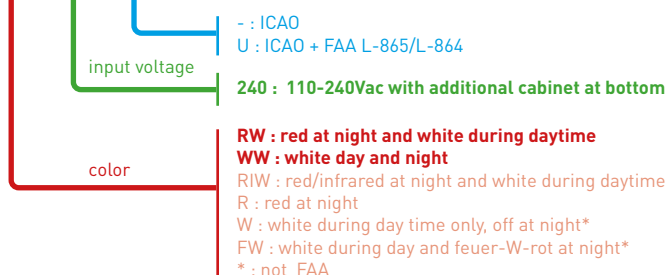 - : ICAO
U : ICAO + FAA L-865/L-864
input voltage
240 : 110-240Vac with additional cabinet at bottom
RW : red at night and white during daytime
WW : white day and night
color
RIW : red/infrared at night and white during daytime
R : red at night
W : white during day time only, off at night*
FW : white during day and feuer-W-rot at night*
* : not FAA